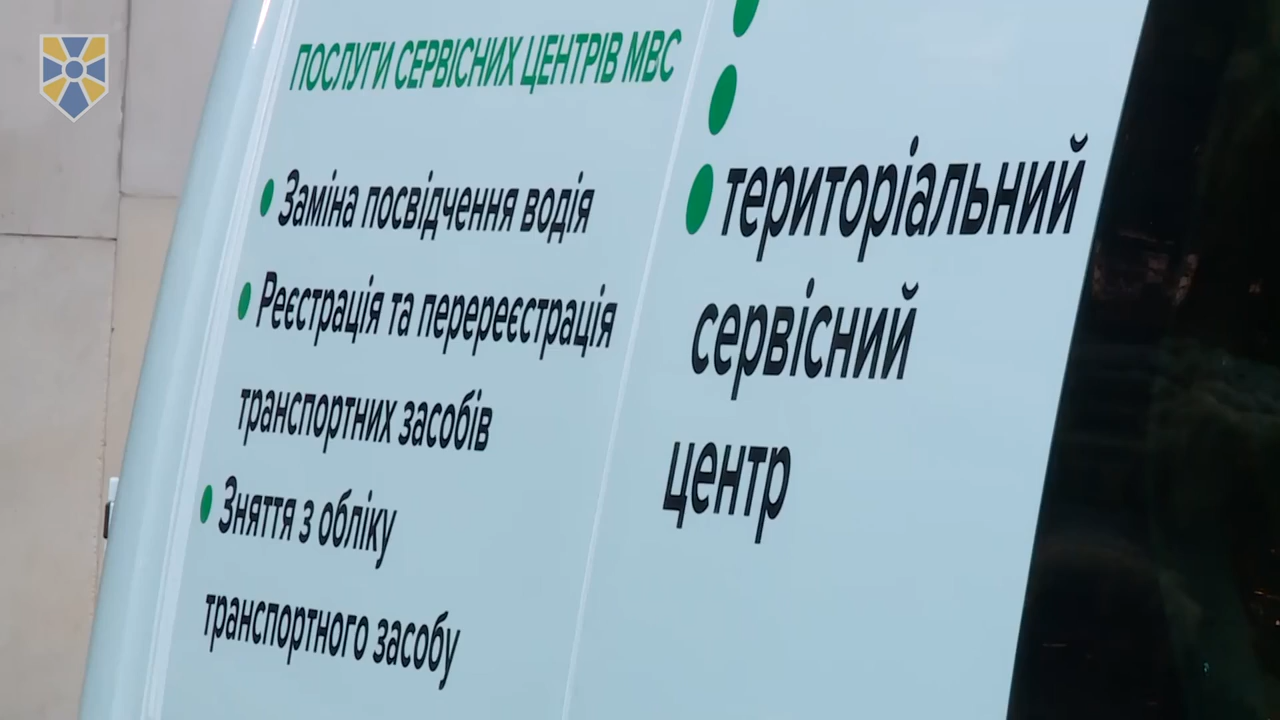 ПОСЛУГИ СЕРВІСНИХ ЦЕНТРІВ МВС
Заміна посвідчення водія
Реєстрація та перереєстрація
транспортних засобів
Зняття з обліку
транспортного засобу
територіальний
сервісний
центр